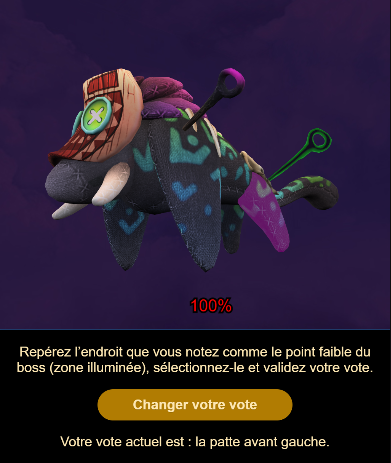 100%
Repérez l'endroit que vous notez comme le point faible du
boss (zone illuminée), sélectionnez-le et validez votre vote.
Changer votre vote
Votre vote actuel est : la patte avant gauche.